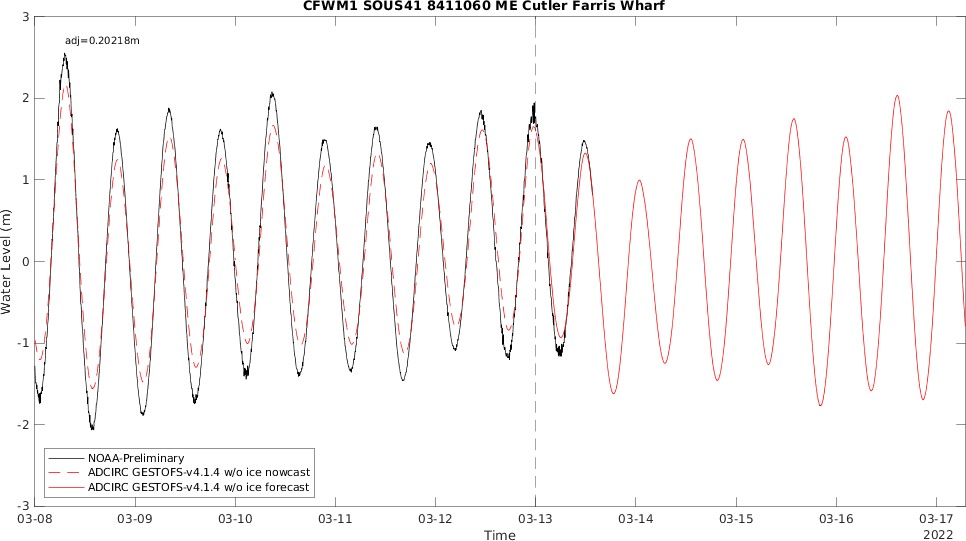 CFWM1 SOUS41 8411060 ME Cutler Farris Wharf
adj=0.20218m
3
2
1
0
-1
-2
-3
Water Level (m)
NOAA-Preliminary
ADCIRC GESTOFS-v4.1.4 w/o ice nowcast
ADCIRC GESTOFS-v4.1.4 w/o ice forecast
03-08 03-09 03-10 03-11 03-12 03-13 03-14 03-15 03-16 03-17
2022
Time